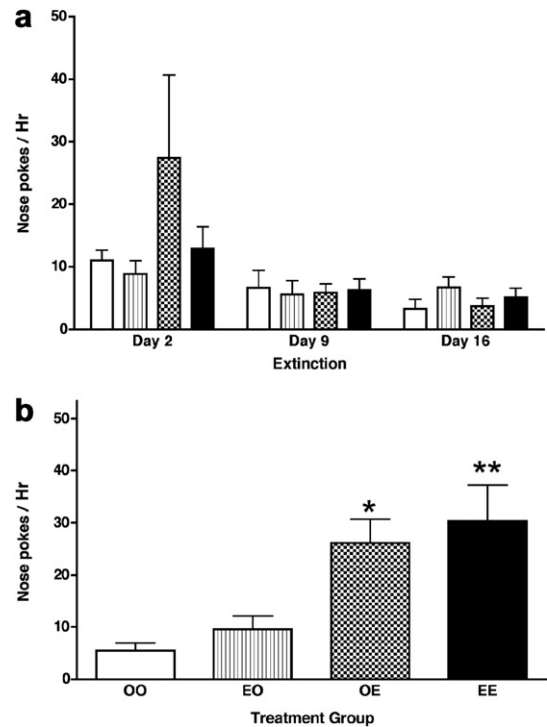 a
50
40
30
20
10
0
Nose pokes / Hr
Day 2 Day 9 Day 16
Extinction
b
50
40
30
20
10
0
Nose pokes / Hr
*
**
OO EO OE EE
Treatment Group